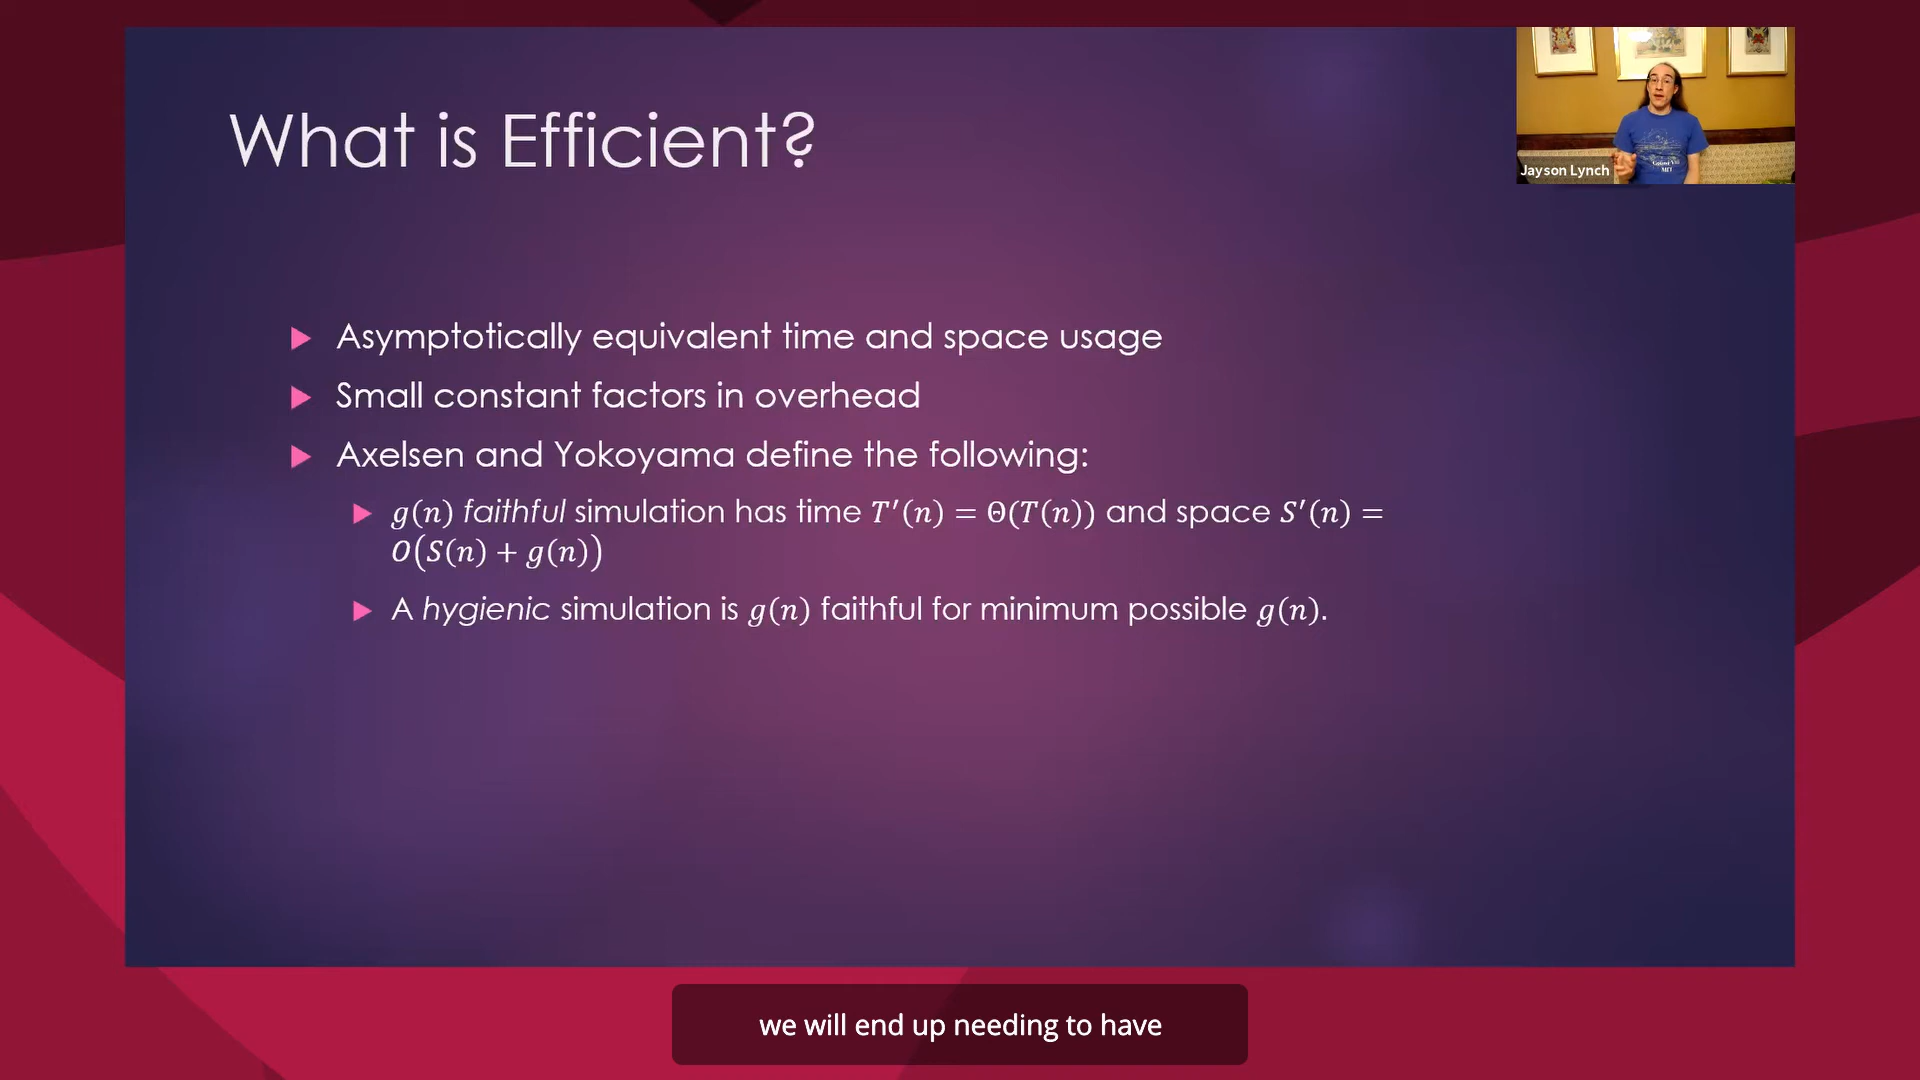 What is Efficient?
Jayson Lynch
Asymptotically equivalent time and space usage
Small constant factors in overhead
Axelsen and Yokoyama define the following:
g(n) faithful simulation has time T′(n) = Θ(T(n)) and space S′(n) =
O(S(n) + g(n))
A hygienic simulation is g(n) faithful for minimum possible g(n).
we will end up needing to have